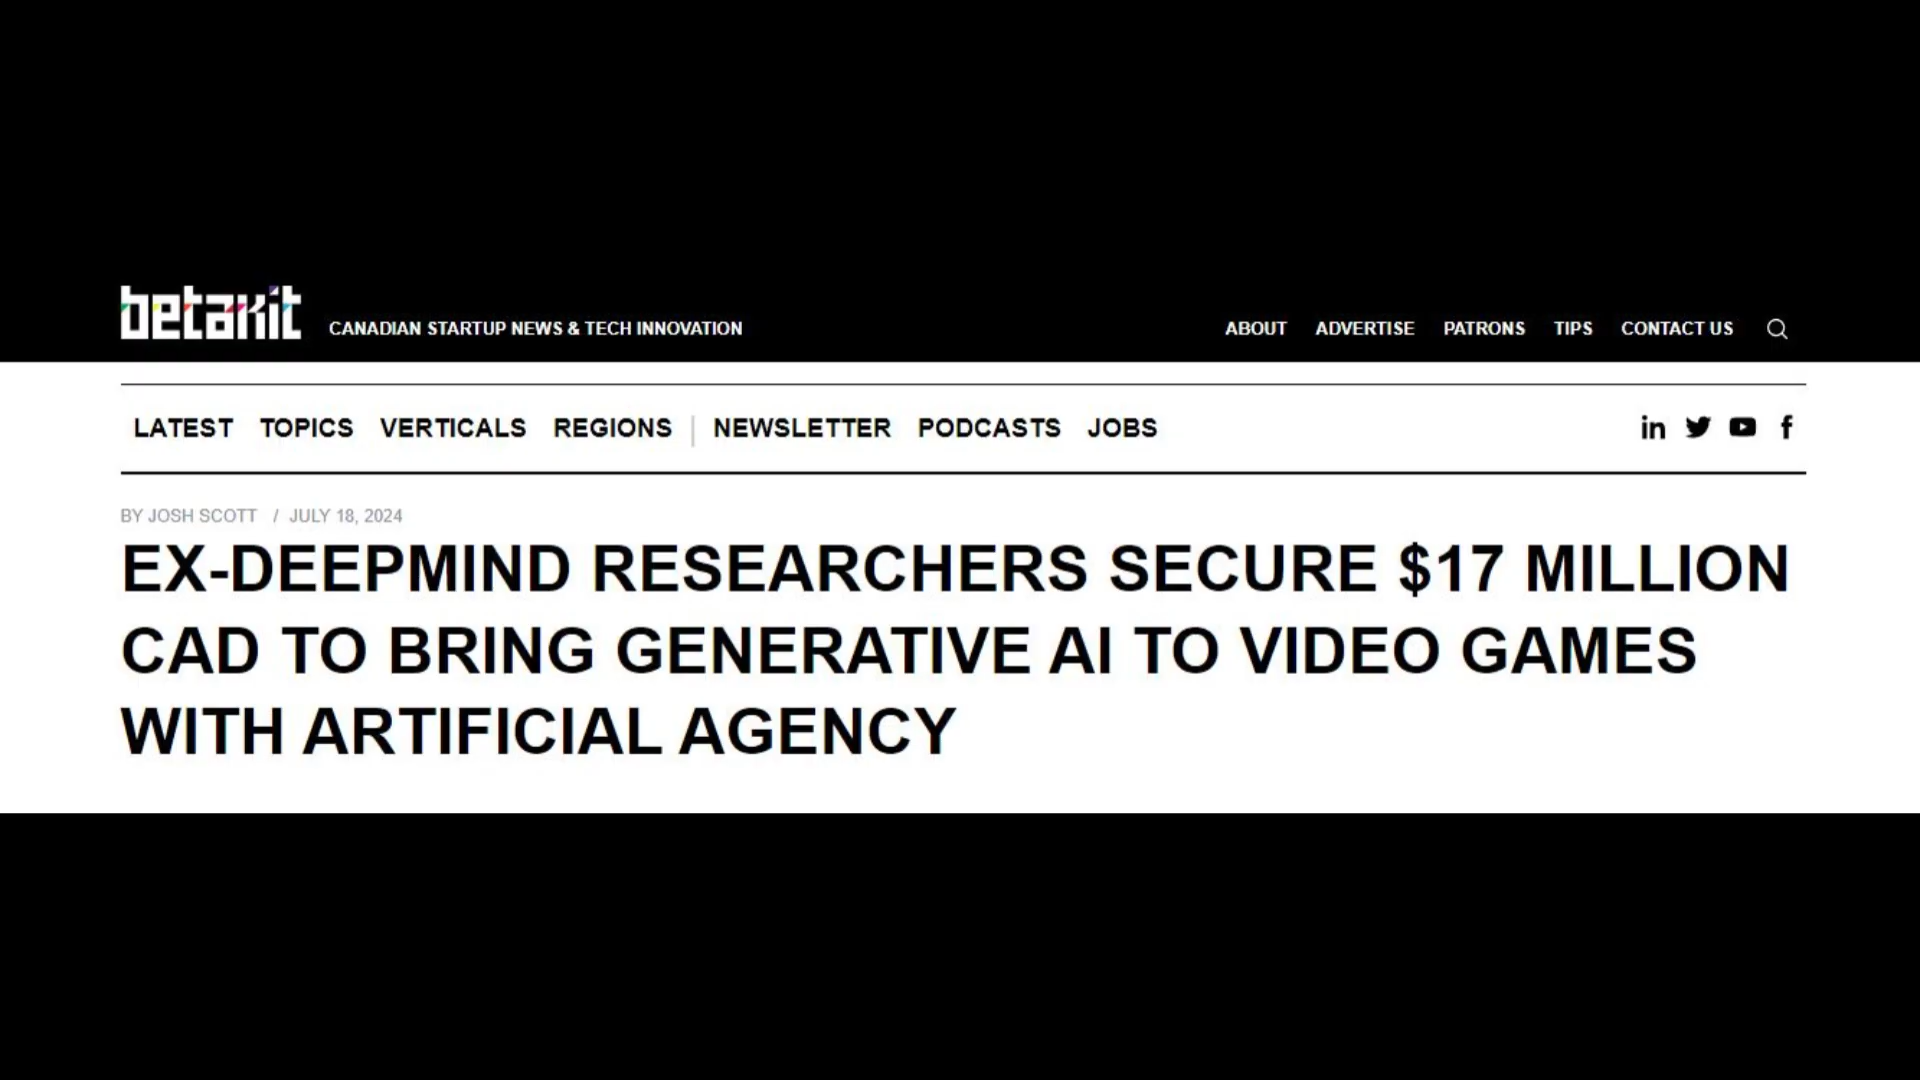 betakit CANADIAN STARTUP NEWS & TECH INNOVATION ABOUT ADVERTISE PATRONS TIPS CONTACT US
LATEST TOPICS VERTICALS REGIONS | NEWSLETTER PODCASTS JOBS in f
BY JOSH SCOTT / JULY 18, 2024
EX-DEEPMIND RESEARCHERS SECURE $17 MILLION
CAD TO BRING GENERATIVE AI TO VIDEO GAMES
WITH ARTIFICIAL AGENCY